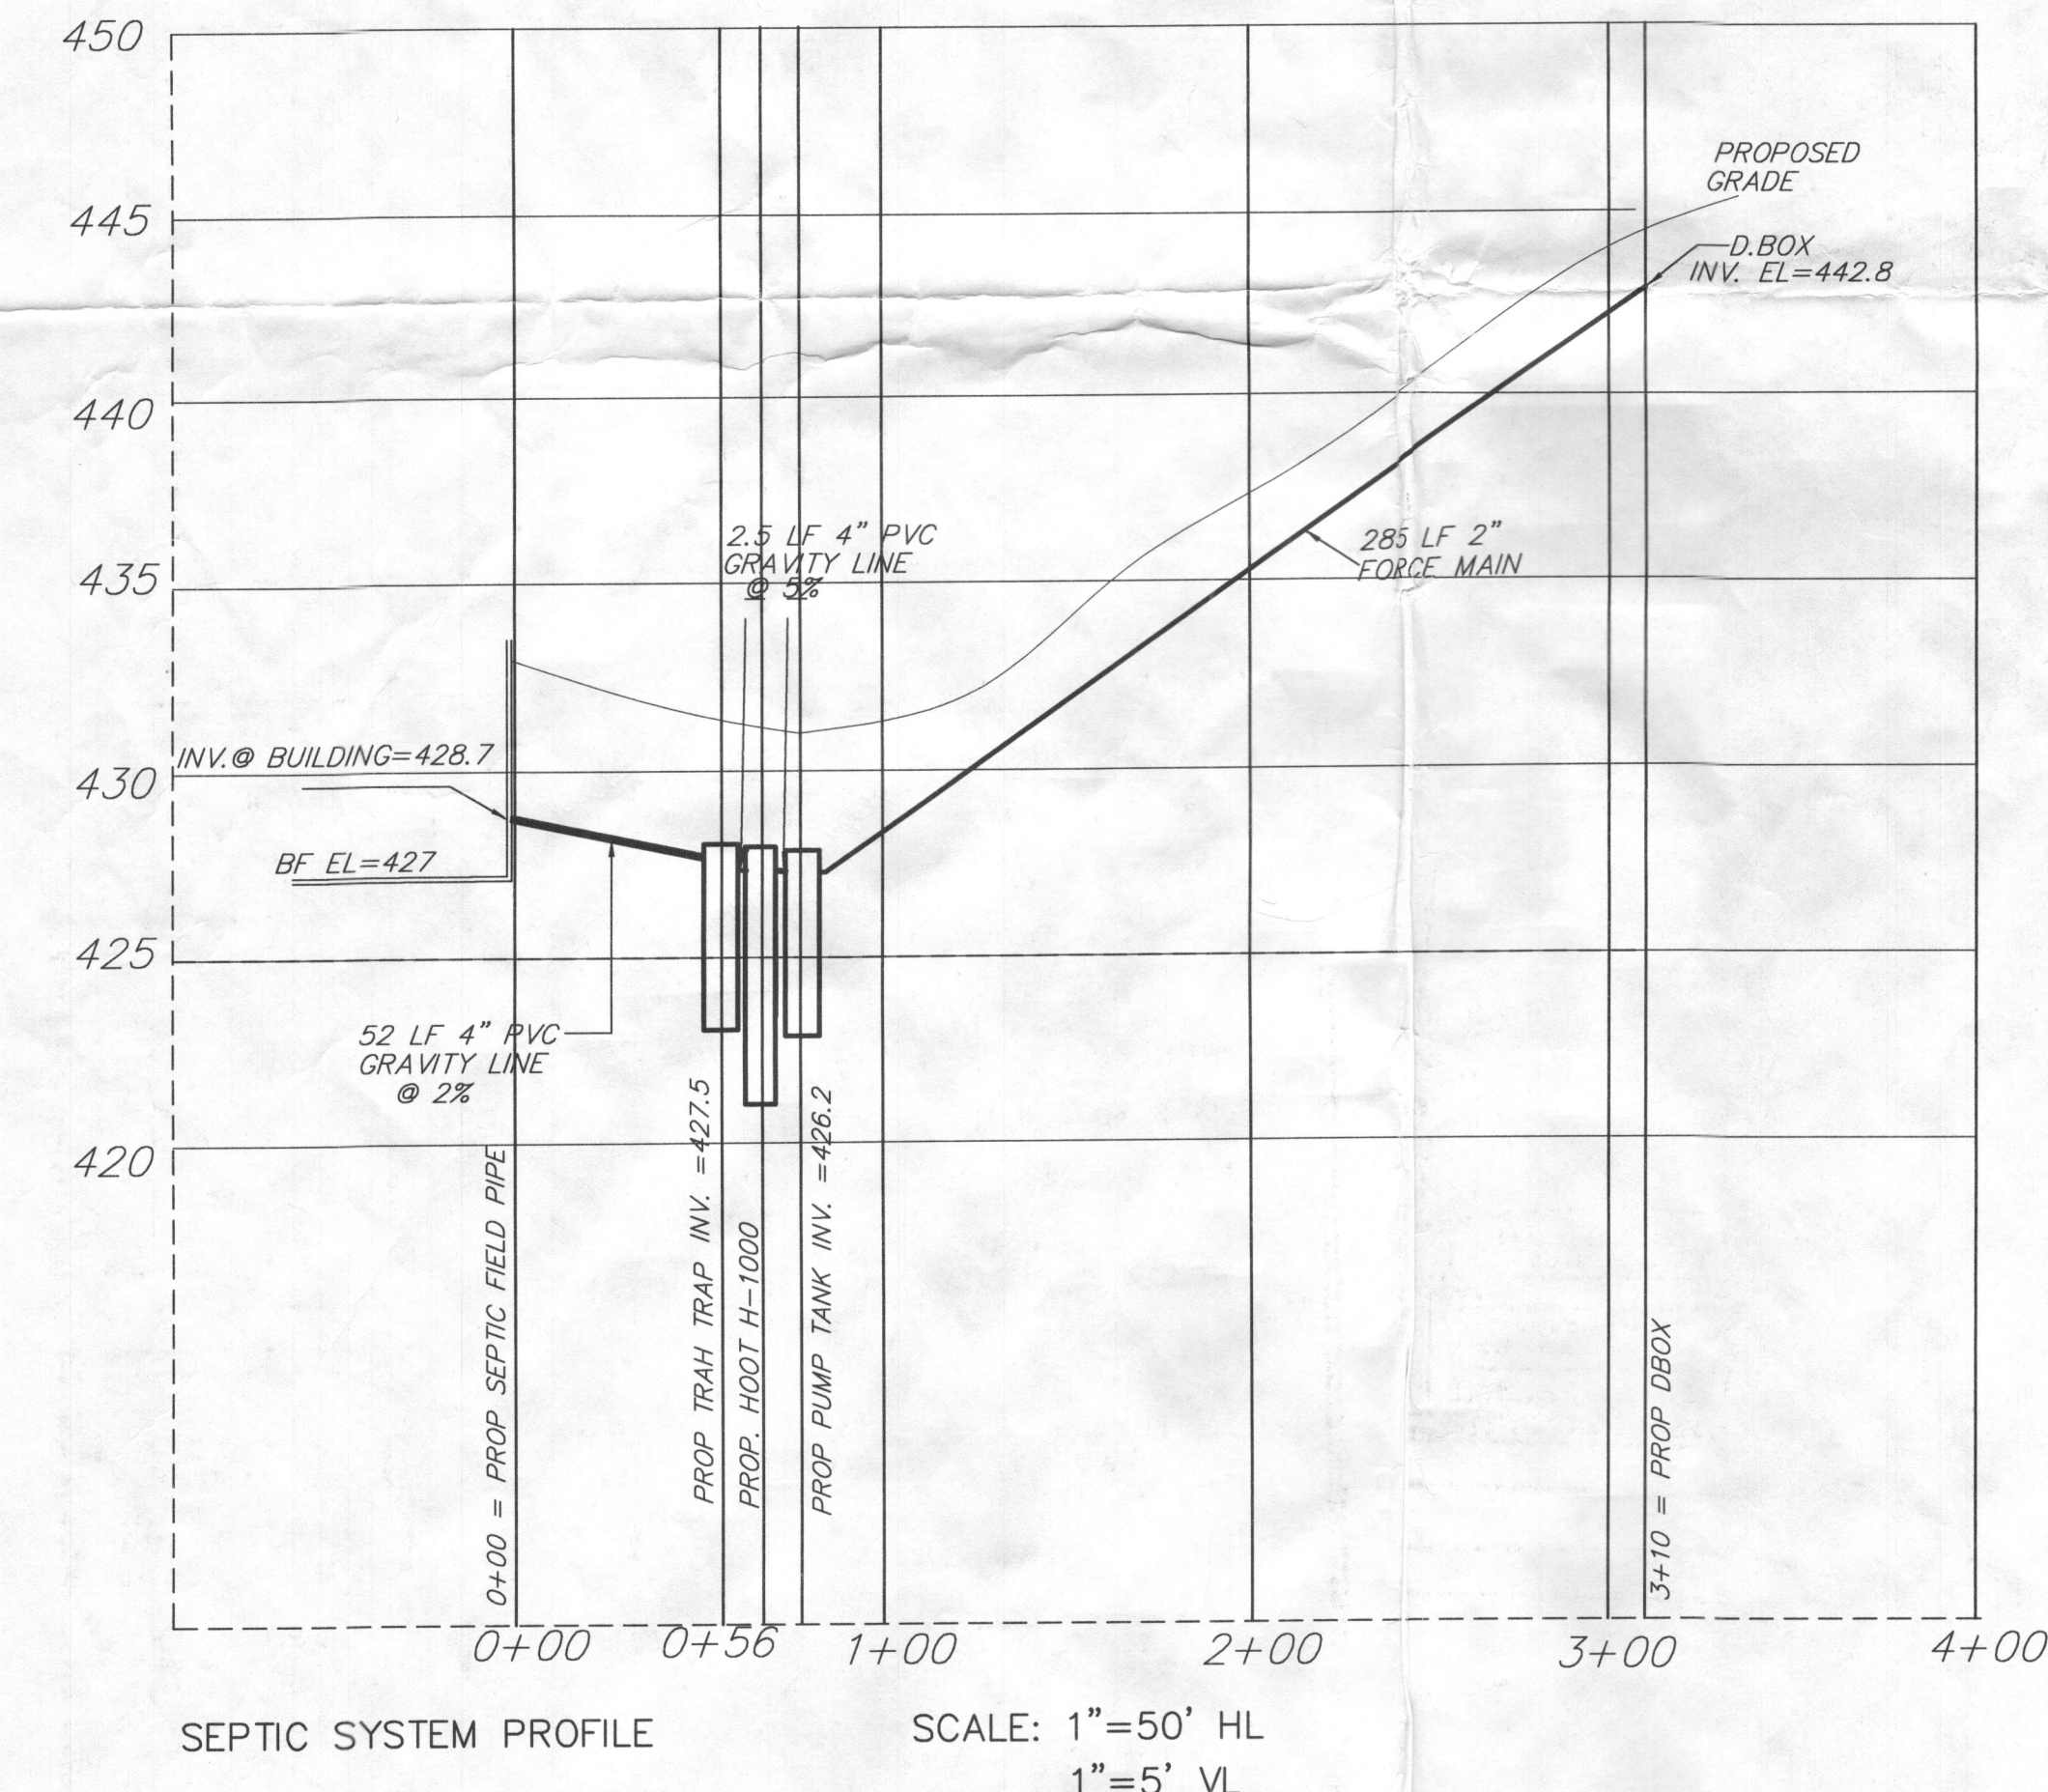 450
445
440
435
430
425
420
PROPOSED
GRADE
D.BOX
INV. EL=442.8
2.5 LF 4" PVC
GRAVITY LINE
@ 5%
285 LF 2"
FORCE MAIN
INV.@ BUILDING=428.7
BF EL=427
52 LF 4" PVC
GRAVITY LINE
@ 2%
0+00 = PROP SEPTIC FIELD PIPE
PROP TRAH TRAP INV. =427.5
PROP. HOOT H-1000
PROP PUMP TANK INV. =426.2
3+10 = PROP DBOX
0+00
0+56
1+00
2+00
3+00
4+00
SEPTIC SYSTEM PROFILE
SCALE: 1"=50' HL
1"=5' VL